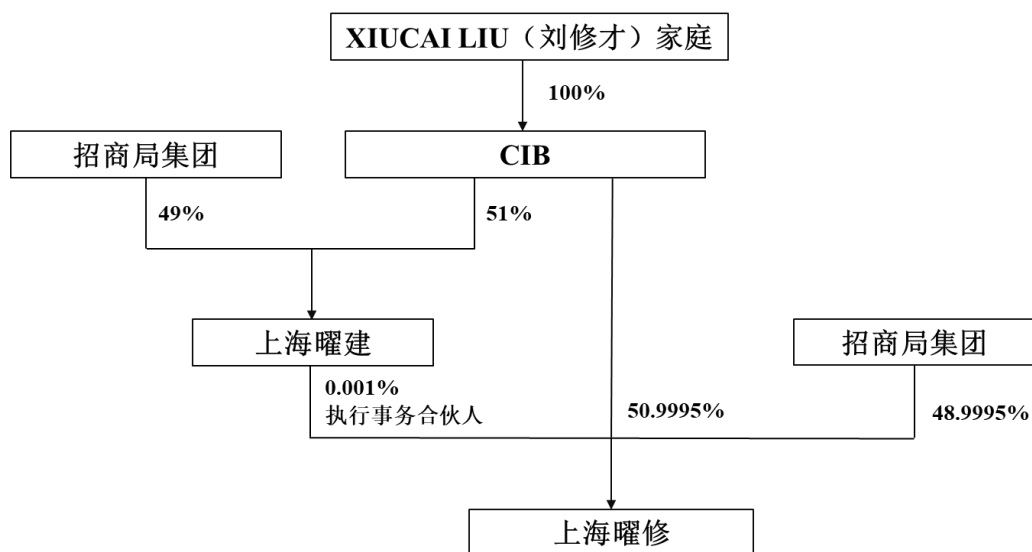 XIUCAI LIU（刘修才）家庭
100%
招商局集团
CIB
49%
51%
上海曜建
招商局集团
0.001%
执行事务合伙人
50.9995%
48.9995%
上海曜修